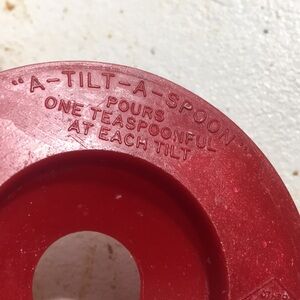 "A-TILT-A-SPOON"
POURS
ONE TEASPOONFUL
AT EACH TILT